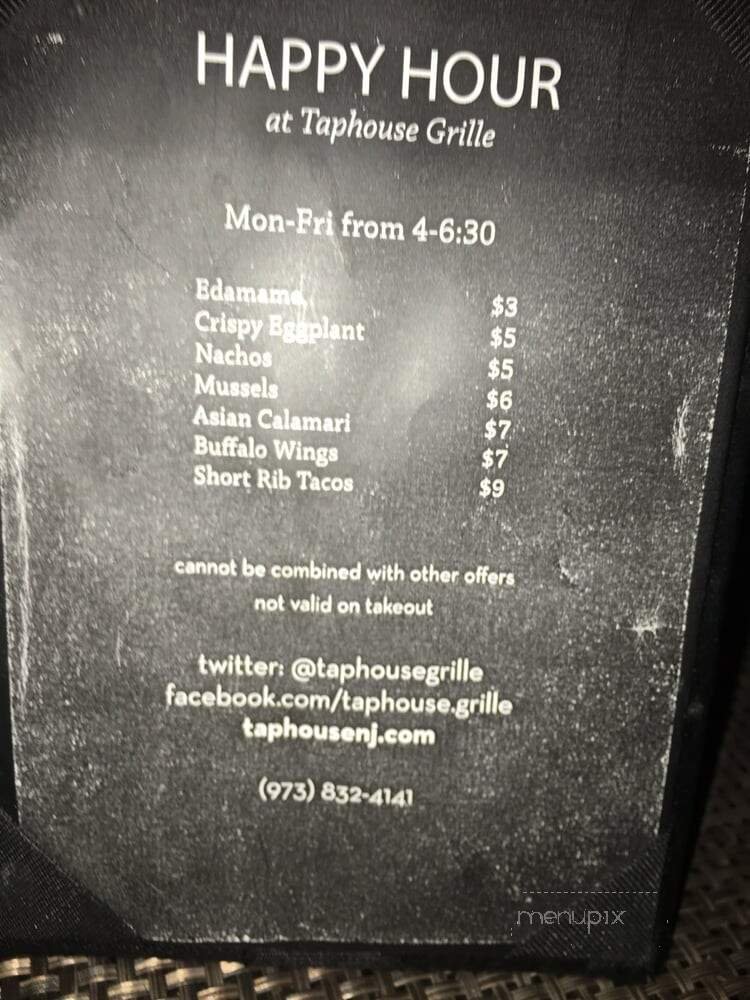 HAPPY HOUR
at Taphouse Grille
Mon-Fri from 4-6:30
Edamame $3
Crispy Eggplant $5
Nachos $5
Mussels $6
Asian Calamari $7
Buffalo Wings $7
Short Rib Tacos $9
cannot be combined with other offers
not valid on takeout
twitter: @taphousegrille
facebook.com/taphouse.grille
taphousenj.com
(973) 832-4141
menupix